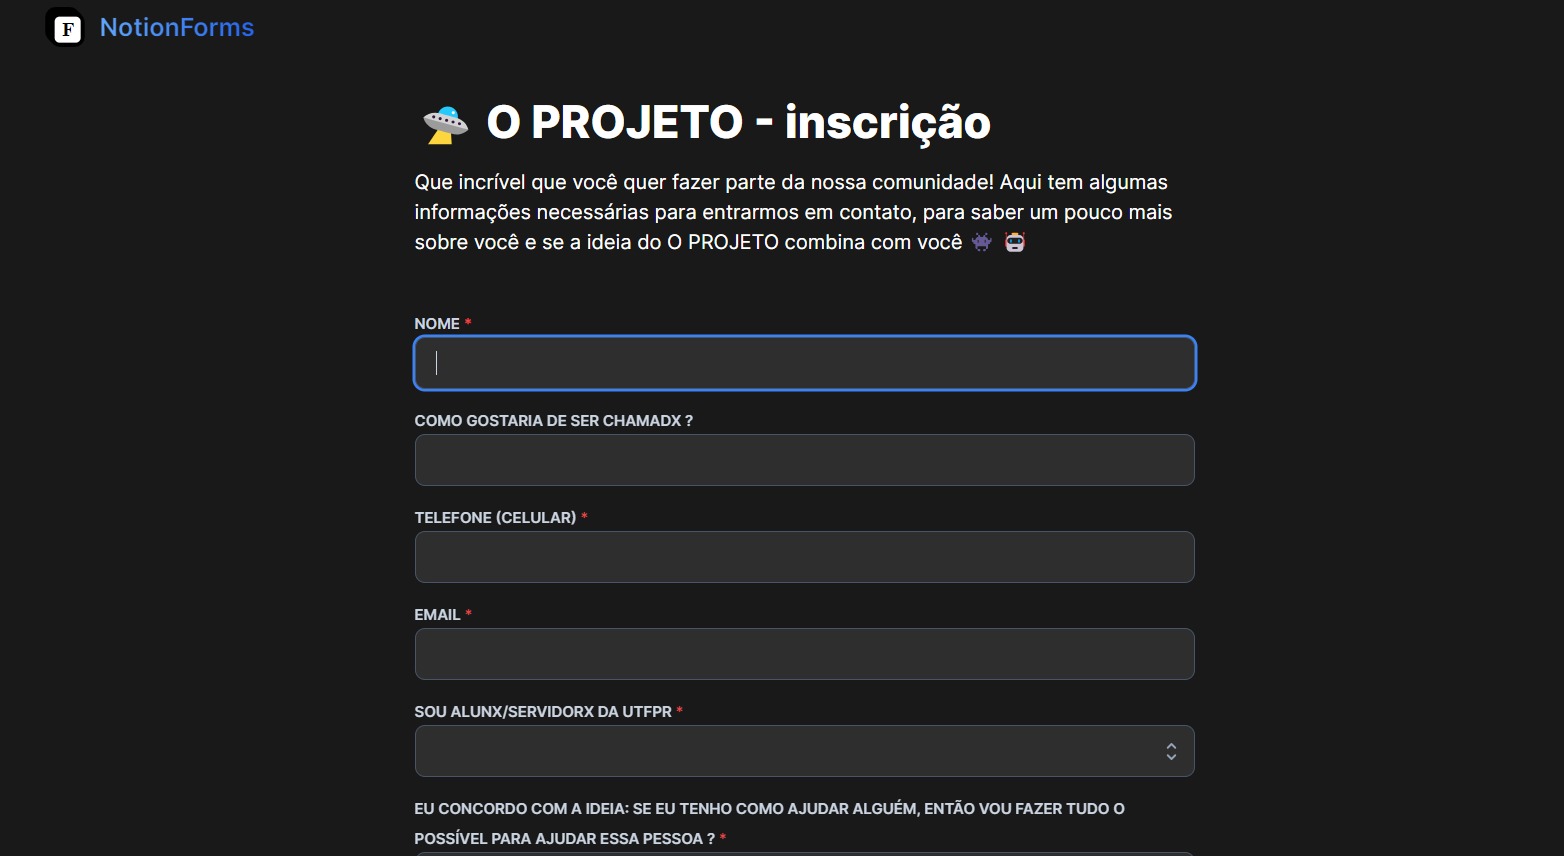 F NotionForms
O PROJETO - inscrição
Que incrível que você quer fazer parte da nossa comunidade! Aqui tem algumas
informações necessárias para entrarmos em contato, para saber um pouco mais
sobre você e se a ideia do O PROJETO combina com você
NOME *
COMO GOSTARIA DE SER CHAMADX ?
TELEFONE (CELULAR) *
EMAIL *
SOU ALUNX/SERVIDORX DA UTFPR *
EU CONCORDO COM A IDEIA: SE EU TENHO COMO AJUDAR ALGUÉM, ENTÃO VOU FAZER TUDO O
POSSÍVEL PARA AJUDAR ESSA PESSOA ? *